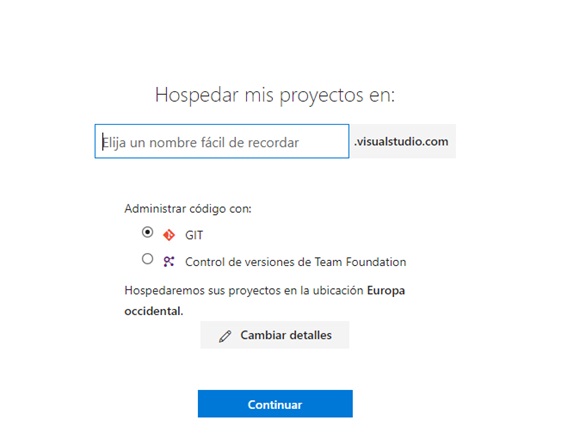 Hospedar mis proyectos en:
Elija un nombre fácil de recordar .visualstudio.com
Administrar código con:
GIT
Control de versiones de Team Foundation
Hospedaremos sus proyectos en la ubicación Europa
occidental.
Cambiar detalles
Continuar